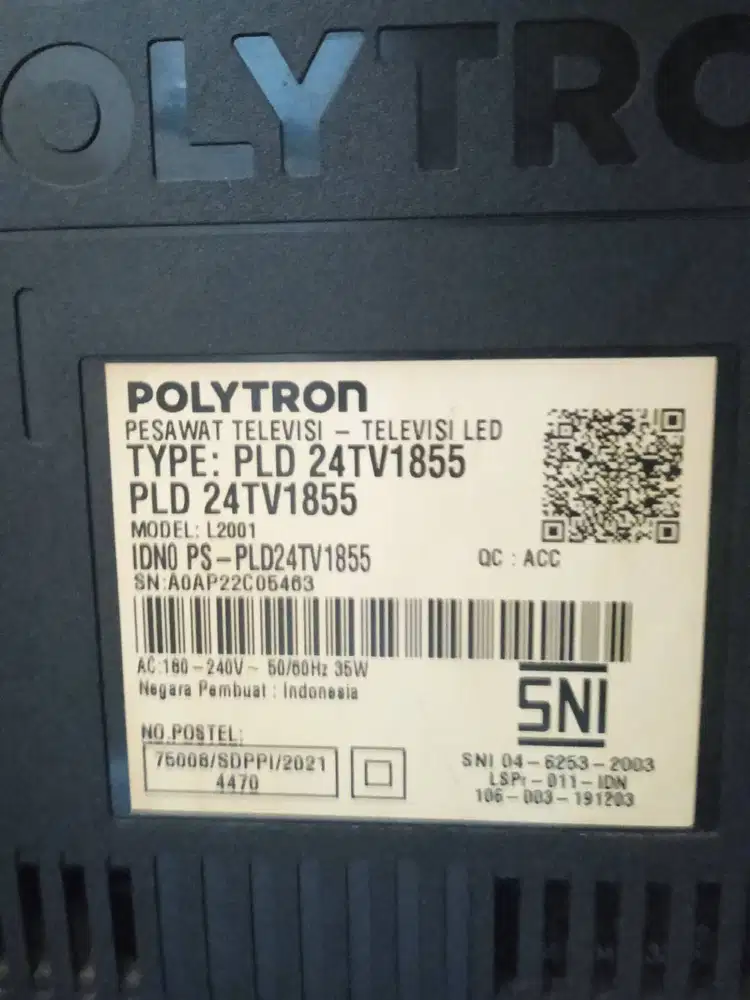 POLYTRO
POLYTRON
PESAWAT TELEVISI - TELEVISI LED
TYPE: PLD 24TV1855
PLD 24TV1855
MODEL: L2001
IDNO PS-PLD24TV1855
QC : ACC
SN:A0AP22C05463
AC:180-240V~ 50/60Hz 35W
Negara Pembuat : Indonesia
SNI
NO.POSTEL:
75008/SDPPI/2021
4470
SNI 04-6253-2003
LSPr-011-IDN
106-003-191203